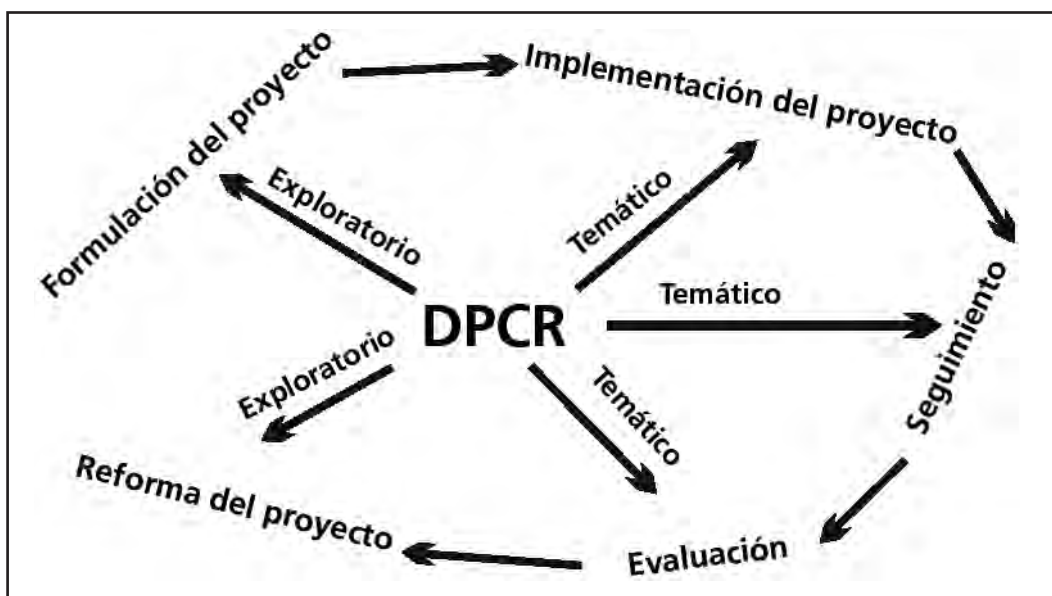 Formulación del proyecto
Implementación del proyecto
Exploratorio
Temático
Temático
DPCR
Exploratorio
Temático
Seguimiento
Reforma del proyecto
Evaluación